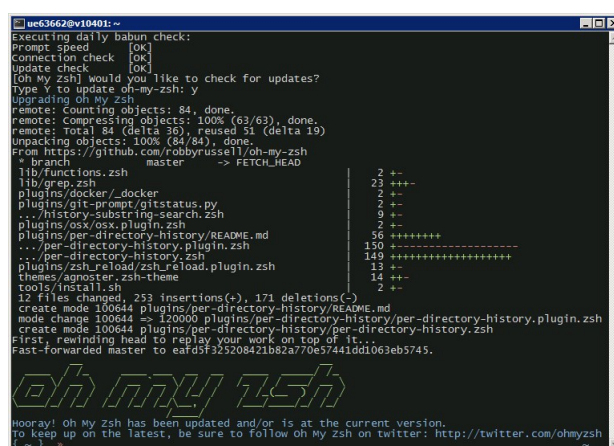 ue63662@v10401: ~
Executing daily babun check:
Prompt speed [OK]
Connection check [OK]
Update check [OK]
[Oh My Zsh] Would you like to check for updates?
Type Y to update oh-my-zsh: y
Upgrading Oh My Zsh
remote: Counting objects: 84, done.
remote: Compressing objects: 100% (63/63), done.
remote: Total 84 (delta 36), reused 51 (delta 19)
Unpacking objects: 100% (84/84), done.
From https://github.com/robbyrussell/oh-my-zsh
 * branch master -> FETCH_HEAD
lib/functions.zsh | 2 +-
lib/grep.zsh | 23 +++-
plugins/docker/_docker | 2 +-
plugins/git-prompt/gitstatus.py | 2 +-
.../history-substring-search.zsh | 9 +-
plugins/osx/osx.plugin.zsh | 2 +-
plugins/per-directory-history/README.md | 56 ++++++++
.../per-directory-history.plugin.zsh | 150 +-------------------
.../per-directory-history.zsh | 149 +++++++++++++++++++
plugins/zsh_reload/zsh_reload.plugin.zsh | 13 +-
themes/agnoster.zsh-theme | 14 ++-
tools/install.sh | 2 +-
12 files changed, 253 insertions(+), 171 deletions(-)
create mode 100644 plugins/per-directory-history/README.md
mode change 100644 => 120000 plugins/per-directory-history/per-directory-history.plugin.zsh
create mode 100644 plugins/per-directory-history/per-directory-history.zsh
First, rewinding head to replay your work on top of it...
Fast-forwarded master to eafd5f325208421b82a770e57441dd1063eb5745.
oh my zsh
Hooray! Oh My Zsh has been updated and/or is at the current version.
To keep up on the latest, be sure to follow Oh My Zsh on twitter: http://twitter.com/ohmyzsh
{ ~ } » ~